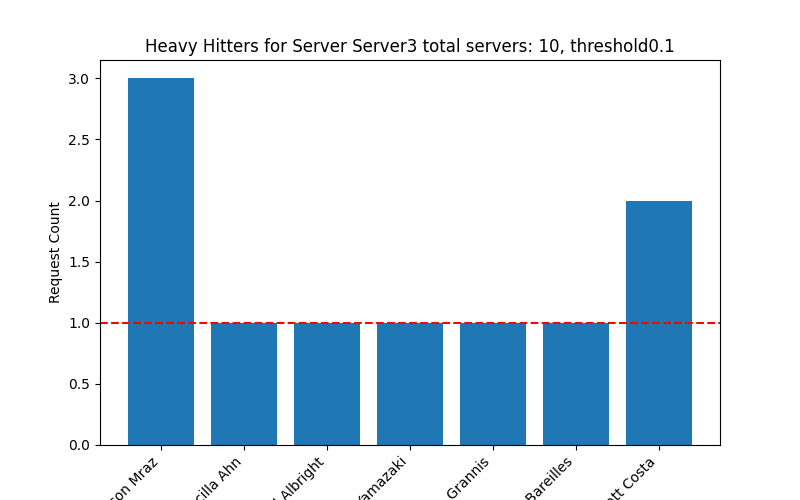 Heavy Hitters for Server Server3 total servers: 10, threshold0.1
3.0
2.5
2.0
1.5
1.0
0.5
0.0
Request Count
son Mraz
cilla Ahn
Albright
Yamazaki
Grannis
Bareilles
tt Costa